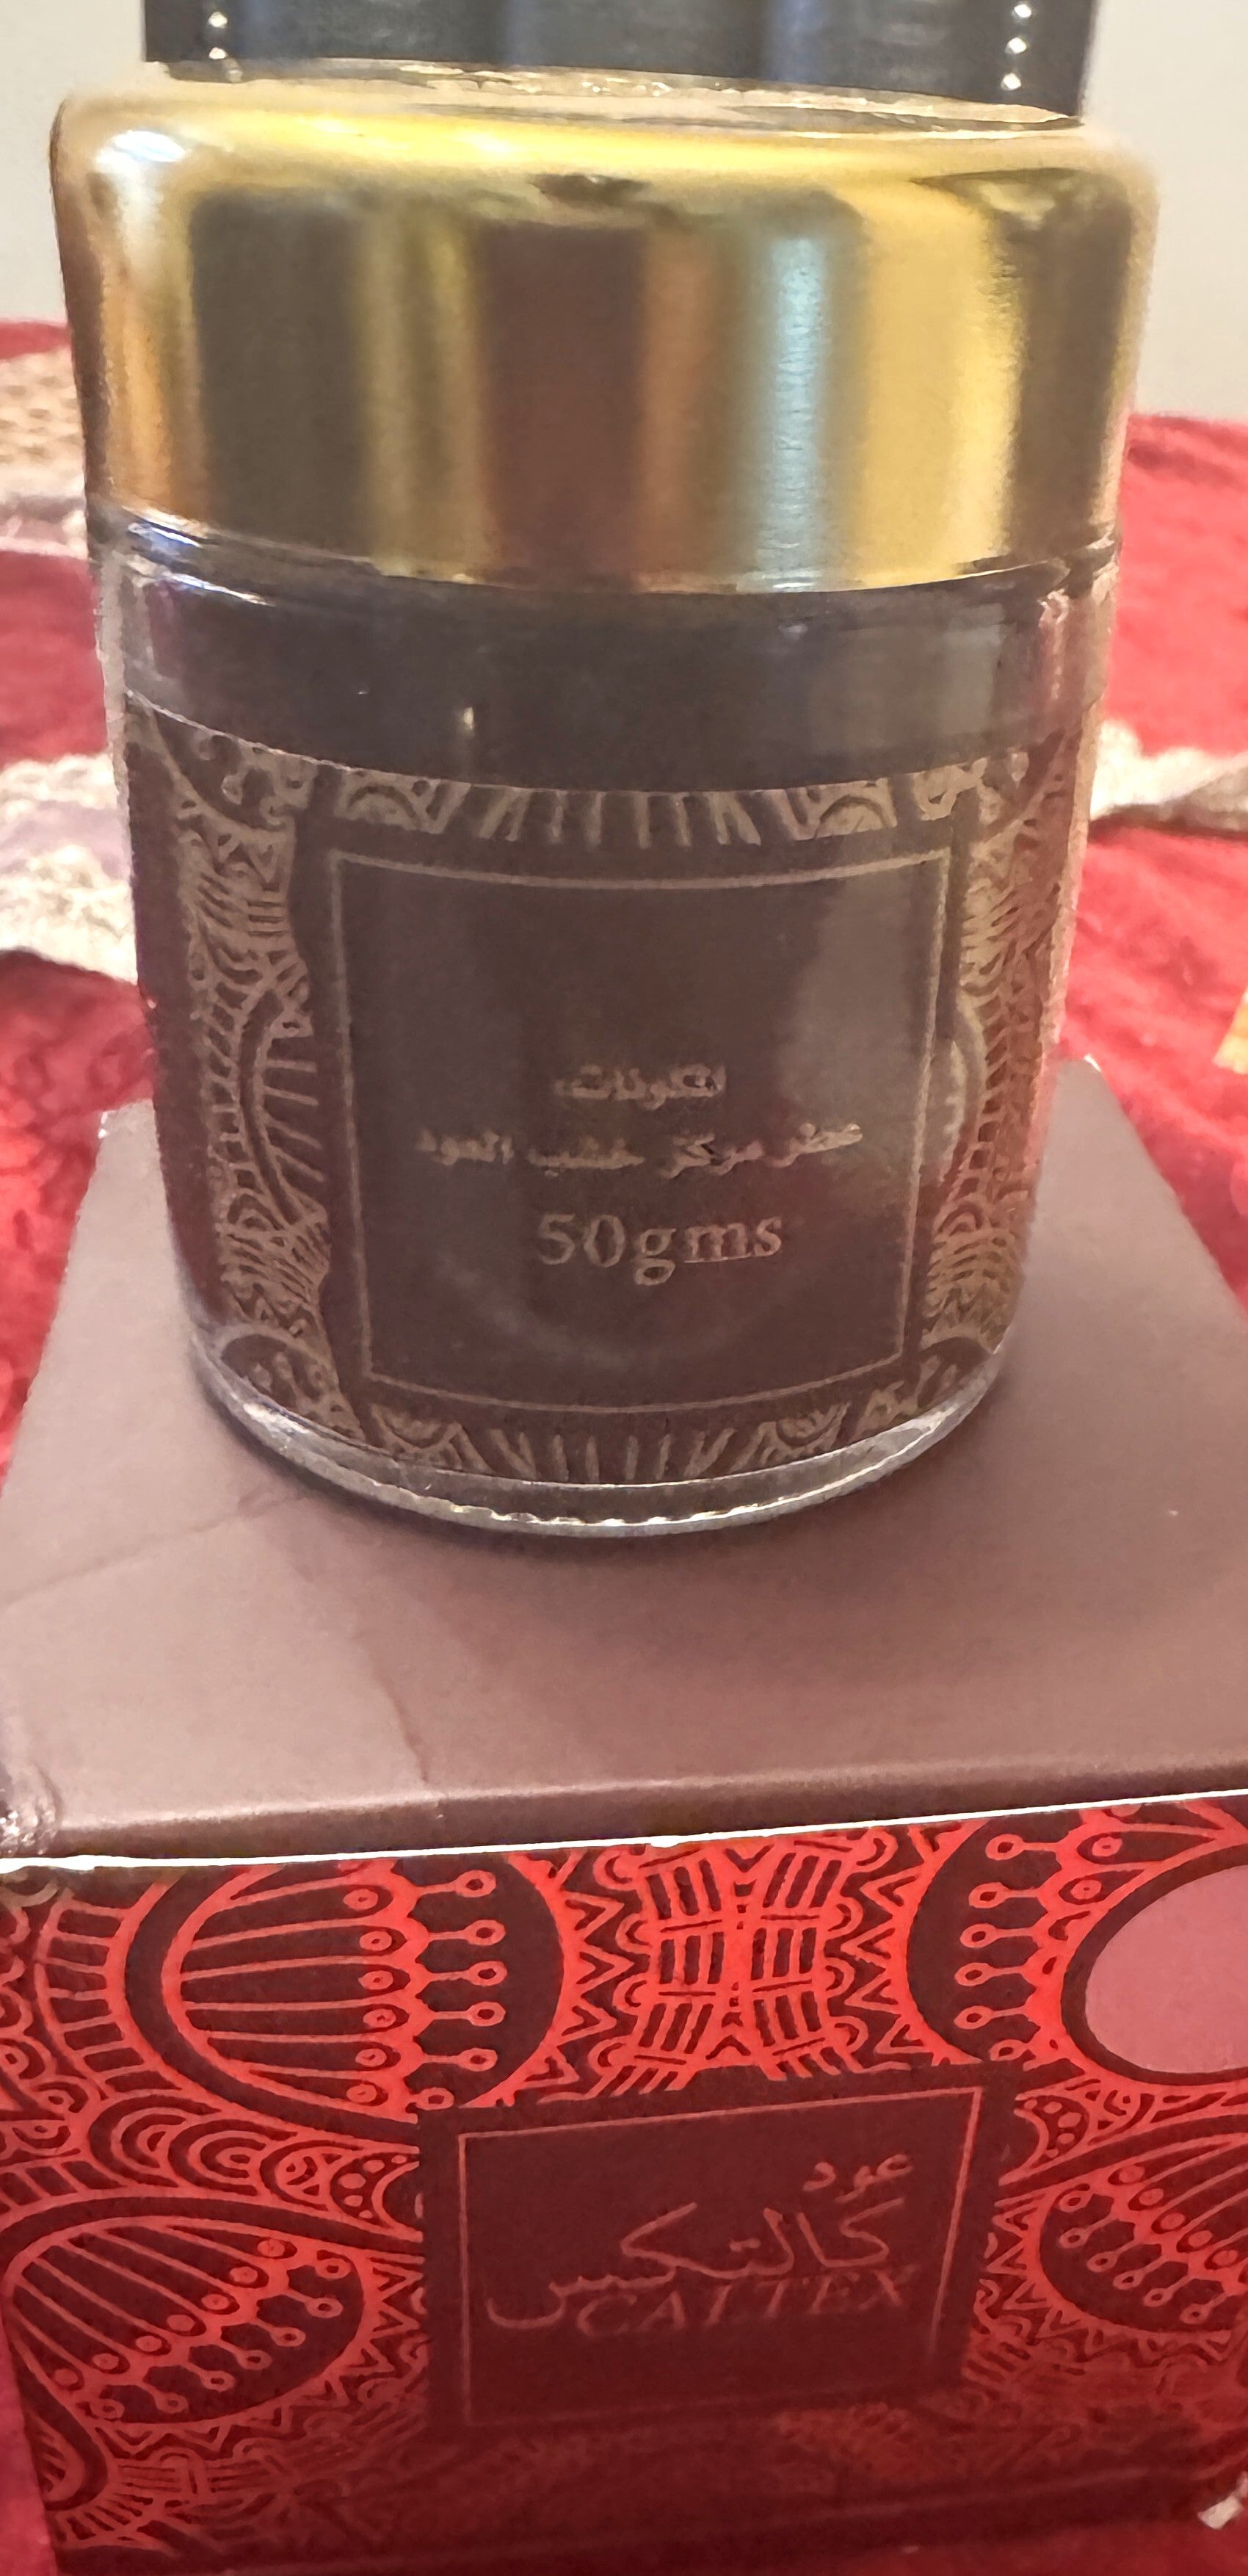 المكونات:
عطر مركز خشب العود
50gms
عود
كالتكس
CALTEX